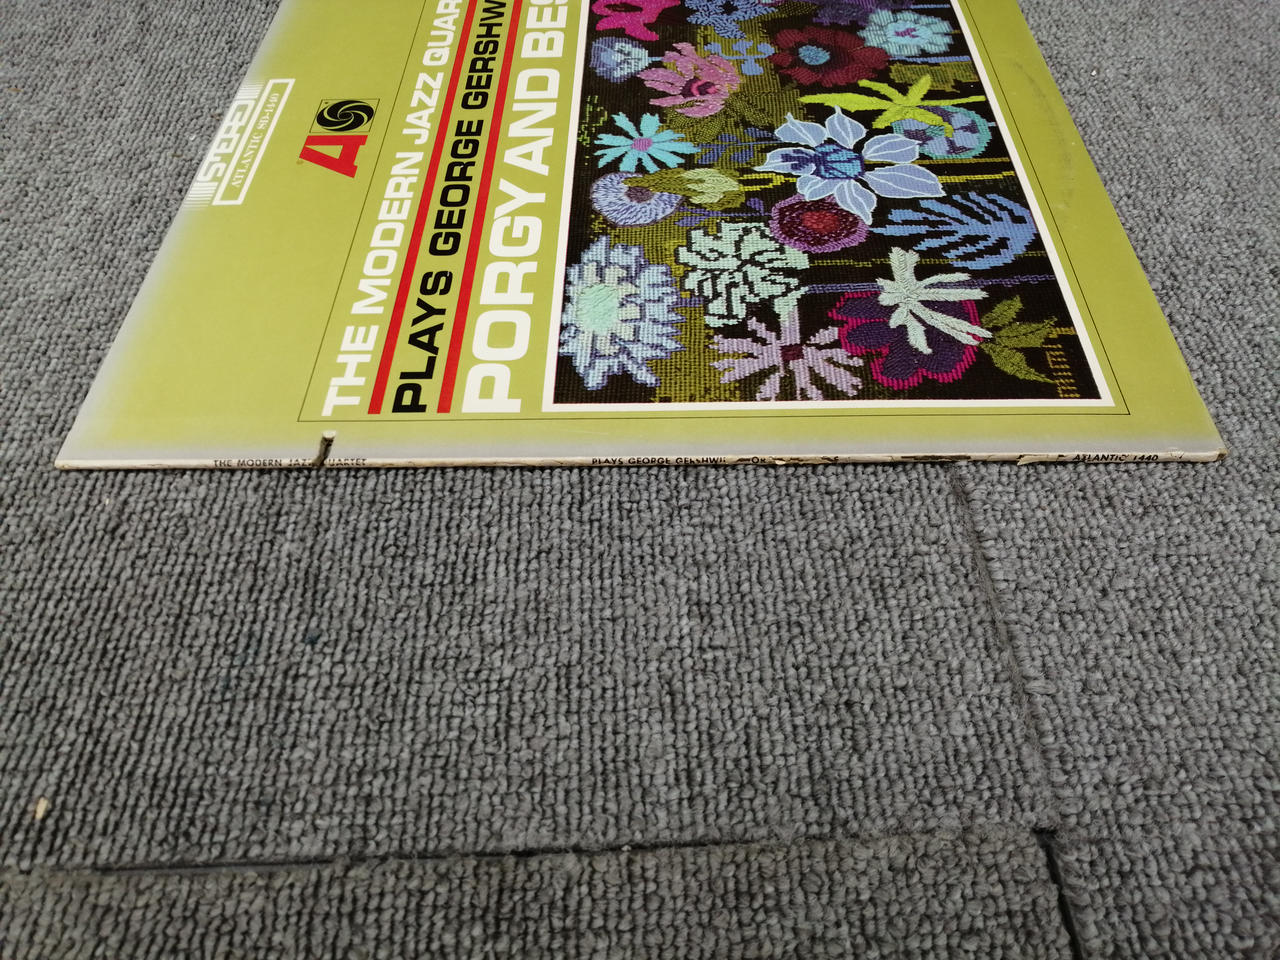 STEREO
ATLANTIC SD-1440
THE MODERN JAZZ QUAR
PLAYS GEORGE GERSHW
PORGY AND BES
THE MODERN JAZZ QUARTET
PLAYS GEORGE GERSHWI
ATLANTIC 1440